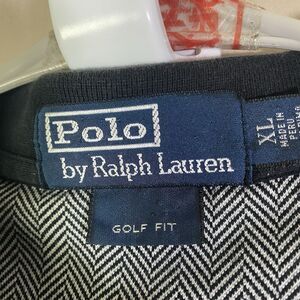 Polo
by Ralph Lauren
GOLF FIT
XL
MADE IN
PERU